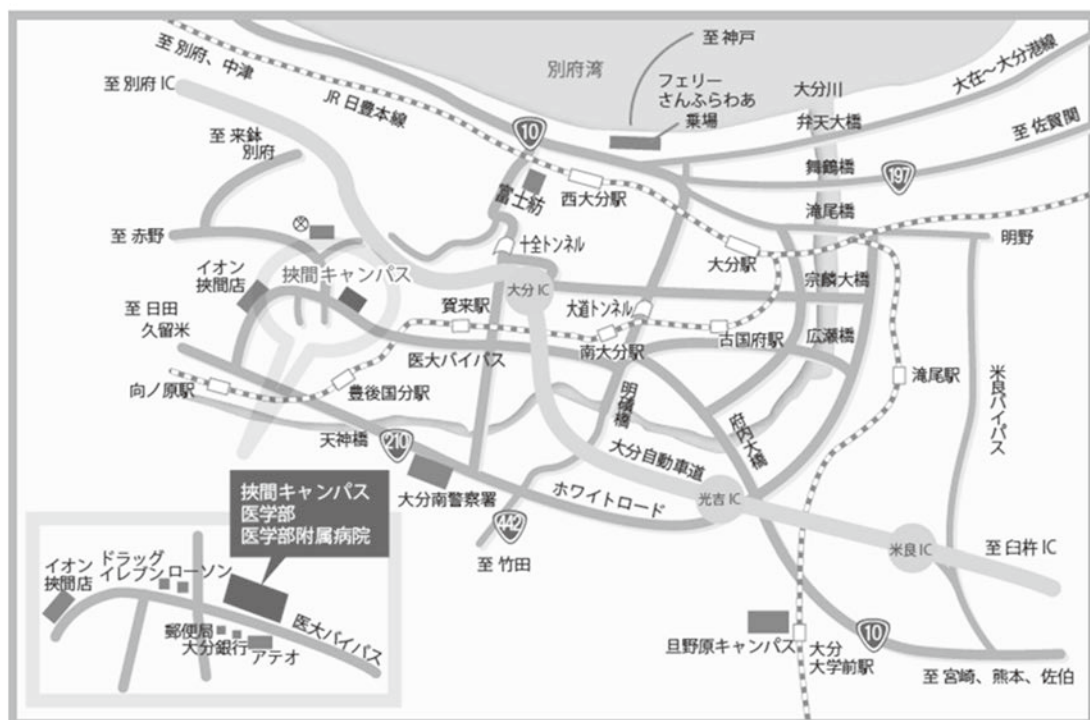 至 神戸
至 別府、中津
別府湾
大在～大分港線
至 別府 IC
JR 日豊本線
フェリー
さんふらわあ
乗場
大分川
弁天大橋
至 佐賀関
10
至 来鉢
別府
舞鶴橋
197
富士紡
西大分駅
滝尾橋
至 赤野
十全トンネル
大分駅
明野
イオン
挾間店
挾間キャンパス
大分 IC
宗麟大橋
至 日田
久留米
賀来駅
大道トンネル
医大バイパス
南大分駅
古国府駅
広瀬橋
向ノ原駅
豊後国分駅
滝尾駅
米良バイパス
明磧橋
府内大橋
天神橋
210
大分自動車道
大分南警察署
ホワイトロード
光吉 IC
442
至 竹田
米良 IC
至 臼杵 IC
挾間キャンパス
医学部
医学部附属病院
イオン
挾間店
ドラッグ
イレブン
ローソン
郵便局
大分銀行
アテオ
医大バイパス
旦野原キャンパス
大分
大学前駅
10
至 宮崎、熊本、佐伯